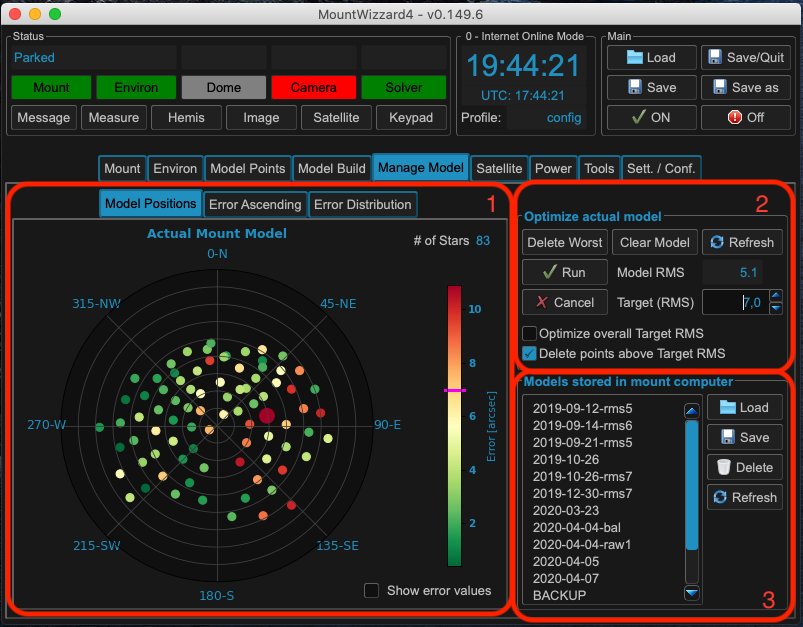 MountWizzard4 - v0.149.6
Status
Parked
Mount Environ Dome Camera Solver
Message Measure Hemis Image Satellite Keypad
0 - Internet Online Mode
19:44:21
UTC: 17:44:21
Profile: config
Main
Load Save/Quit
Save Save as
ON Off
Mount Environ Model Points Model Build Manage Model Satellite Power Tools Sett. / Conf.
Model Positions Error Ascending Error Distribution 1
Actual Mount Model
# of Stars 83
0-N
315-NW 45-NE
270-W 90-E
215-SW 135-SE
180-S
10
8
6
4
2
Error [arcsec]
Show error values
2
Optimize actual model
Delete Worst Clear Model Refresh
Run Model RMS 5.1
Cancel Target (RMS) 7,0
Optimize overall Target RMS
Delete points above Target RMS
Models stored in mount computer
2019-09-12-rms5
2019-09-14-rms6
2019-09-21-rms5
2019-10-26
2019-10-26-rms7
2019-12-30-rms7
2020-03-23
2020-04-04-bal
2020-04-04-raw1
2020-04-05
2020-04-07
BACKUP
Load
Save
Delete
Refresh
3